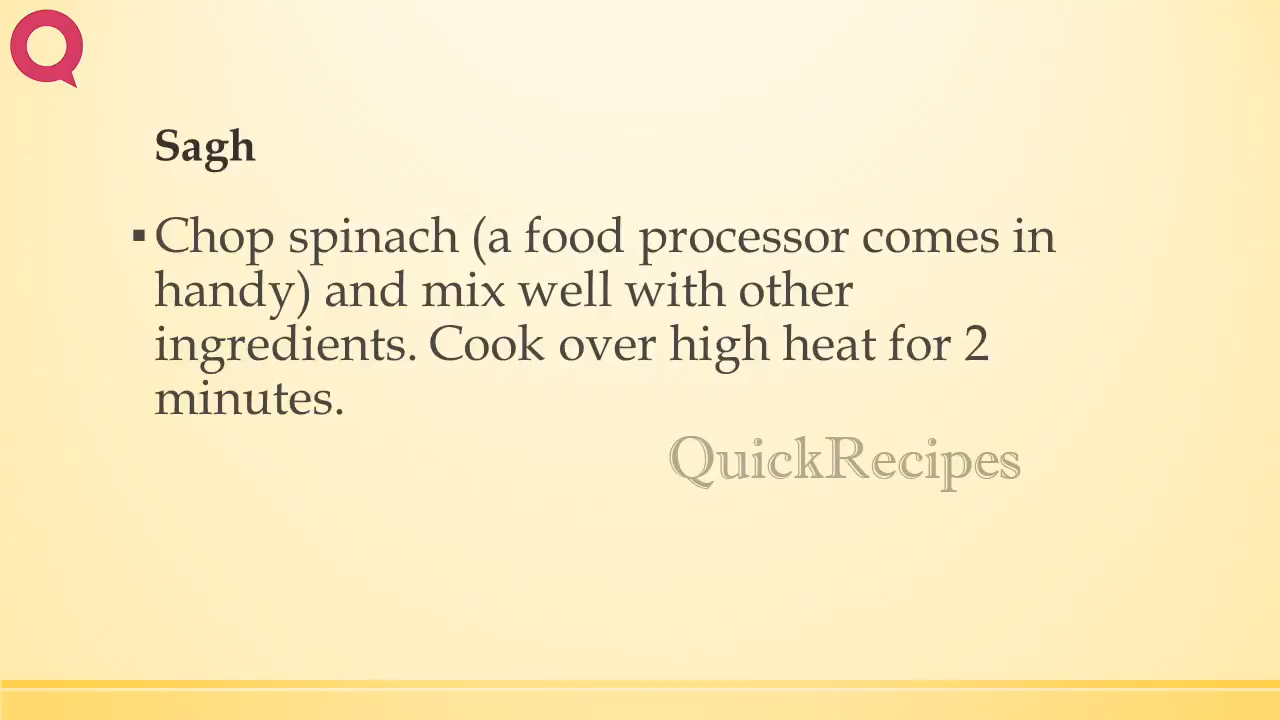 Sagh
▪ Chop spinach (a food processor comes in
handy) and mix well with other
ingredients. Cook over high heat for 2
minutes.
QuickRecipes